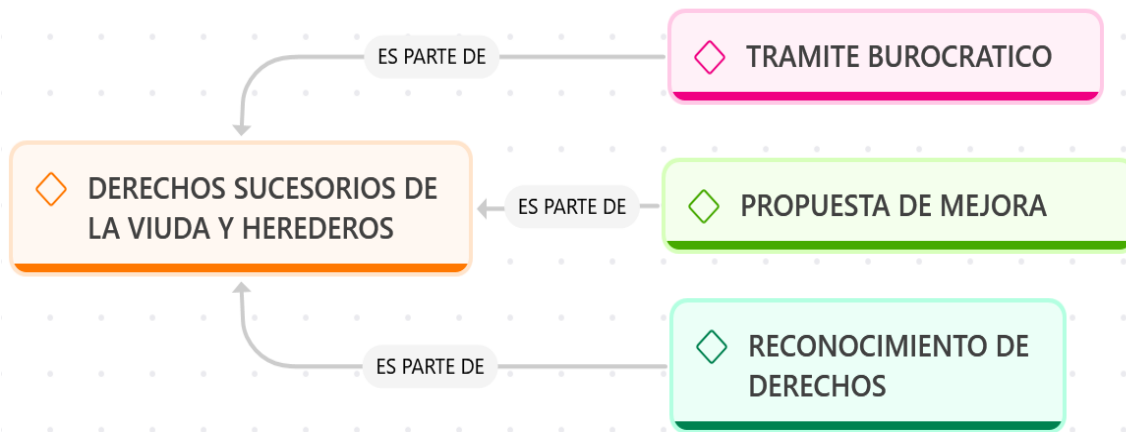 ES PARTE DE
TRAMITE BUROCRATICO
DERECHOS SUCESORIOS DE
LA VIUDA Y HEREDEROS
ES PARTE DE
PROPUESTA DE MEJORA
ES PARTE DE
RECONOCIMIENTO DE
DERECHOS